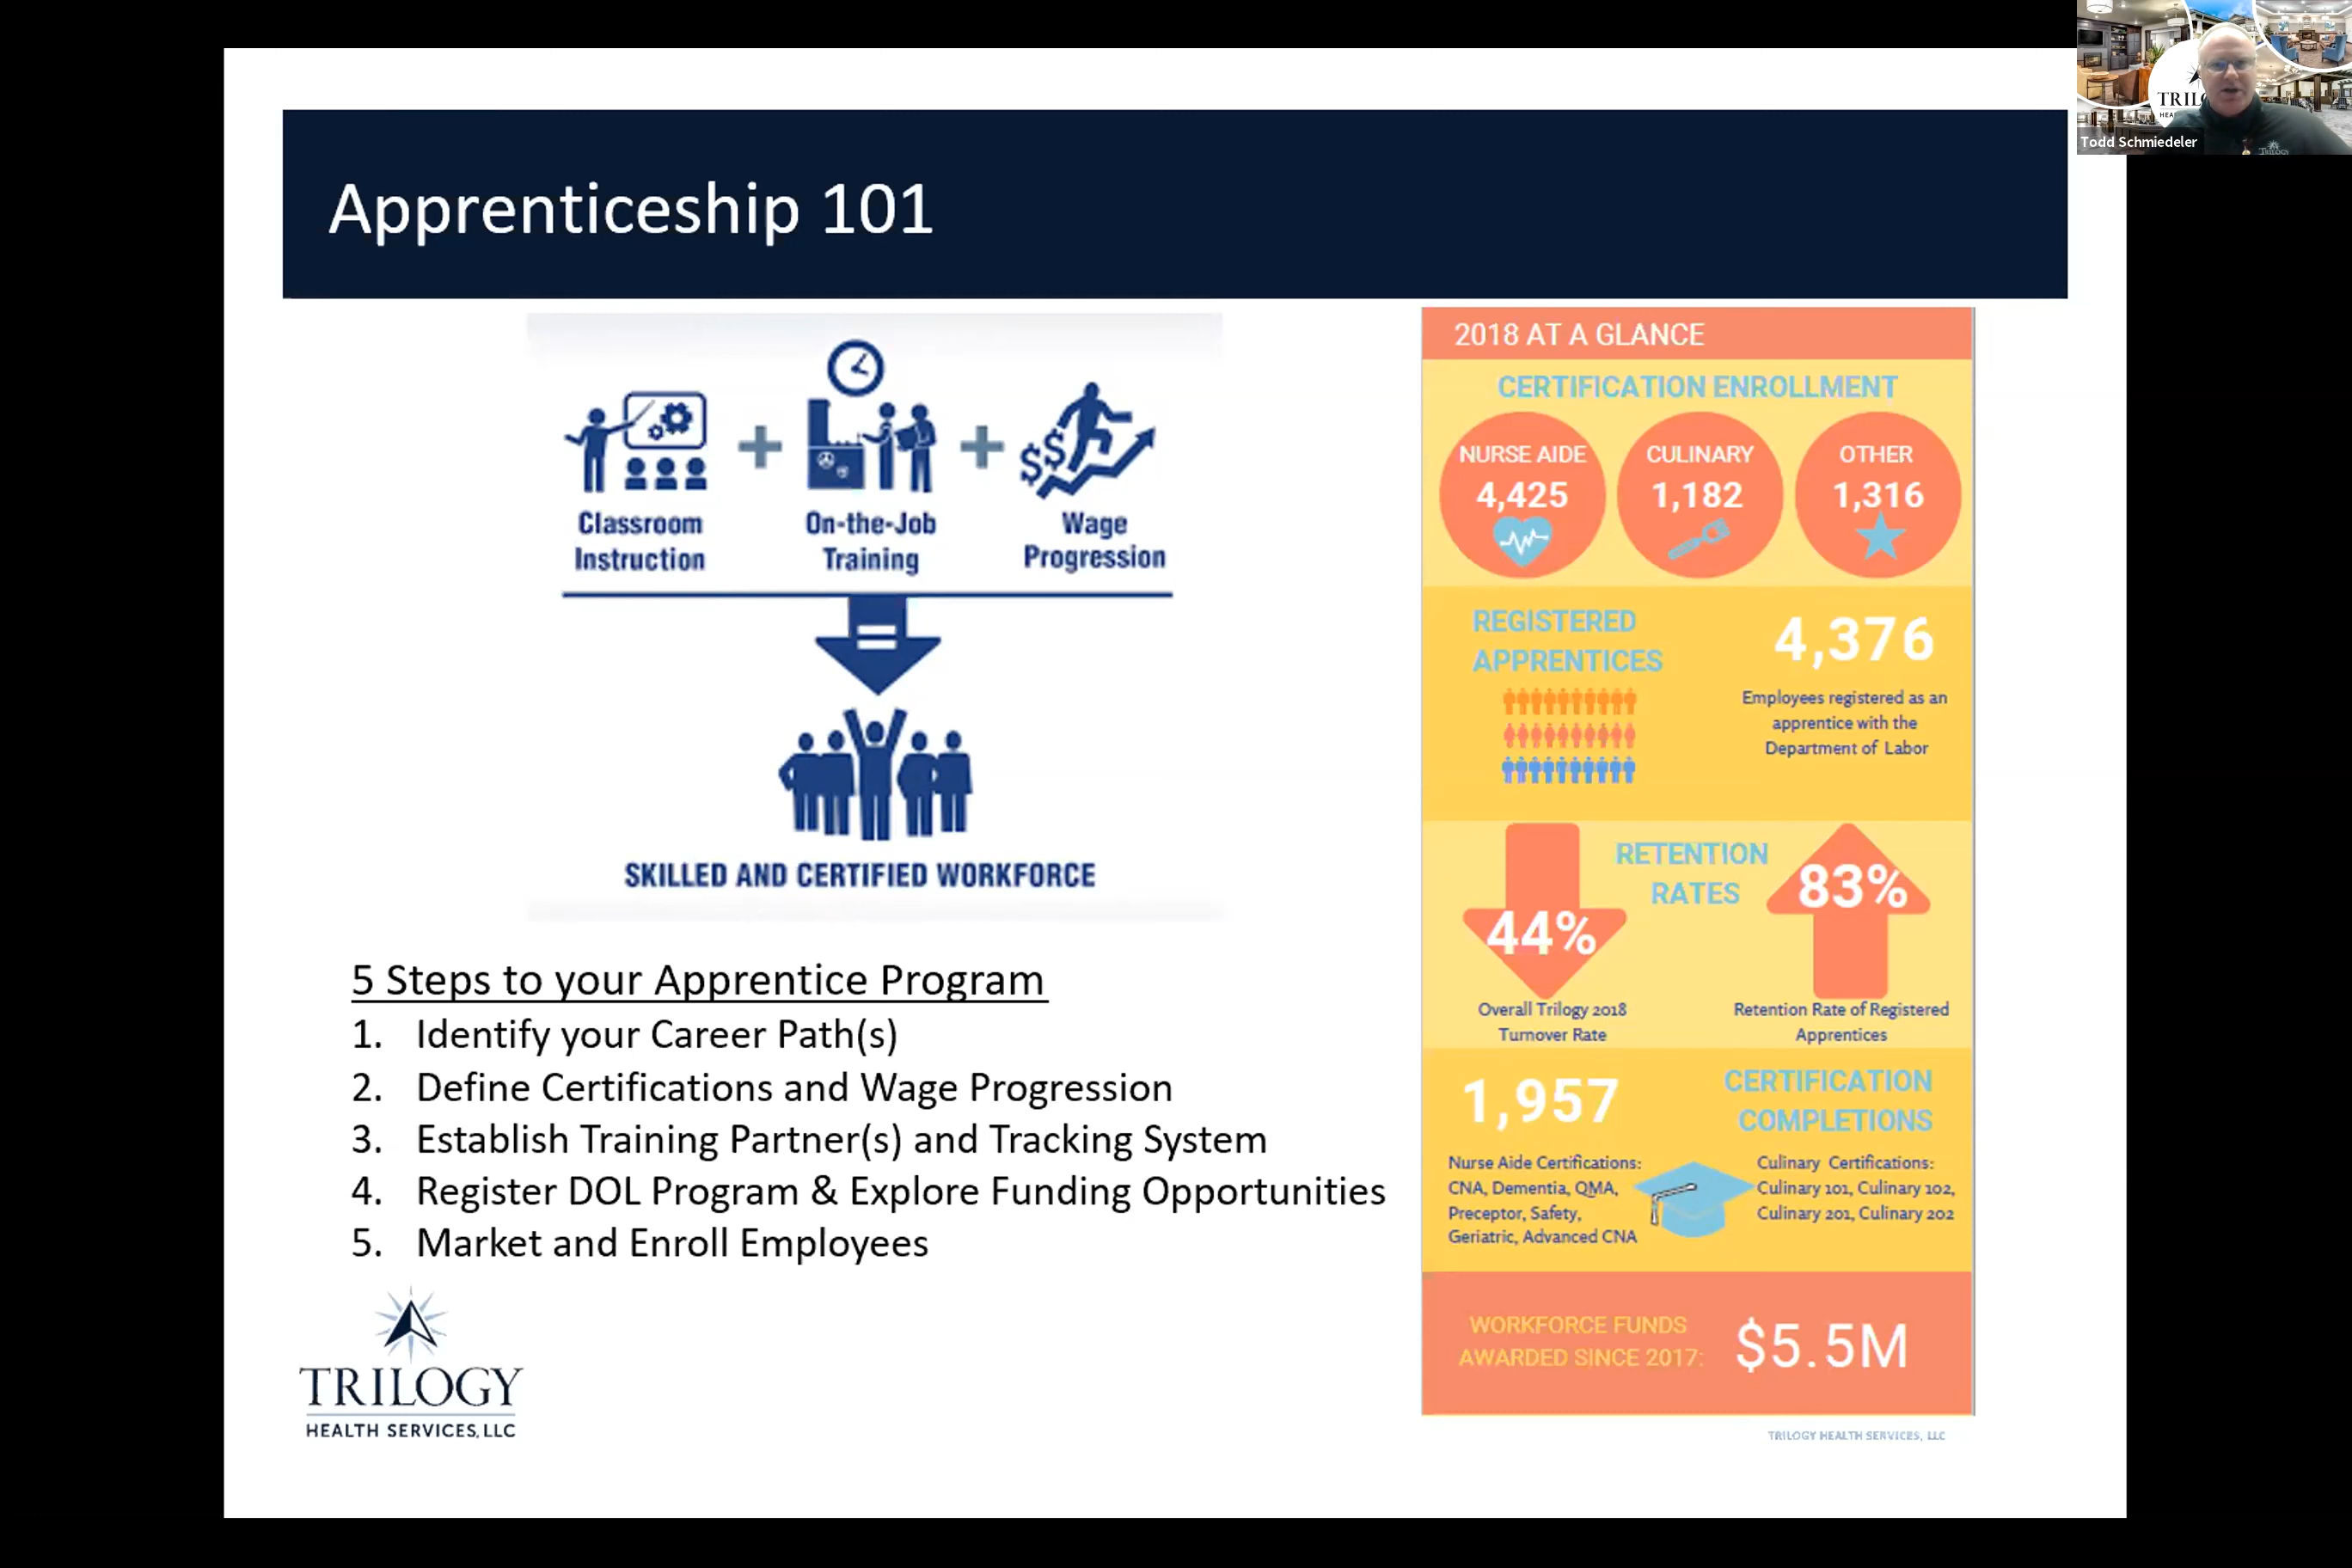 Apprenticeship 101
Classroom
Instruction
On-the-Job
Training
Wage
Progression
SKILLED AND CERTIFIED WORKFORCE
5 Steps to your Apprentice Program
1. Identify your Career Path(s)
2. Define Certifications and Wage Progression
3. Establish Training Partner(s) and Tracking System
4. Register DOL Program & Explore Funding Opportunities
5. Market and Enroll Employees
TRILOGY
HEALTH SERVICES, LLC
2018 AT A GLANCE
CERTIFICATION ENROLLMENT
NURSE AIDE
4,425
CULINARY
1,182
OTHER
1,316
REGISTERED
APPRENTICES
4,376
Employees registered as an
apprentice with the
Department of Labor
RETENTION
RATES
44%
Overall Trilogy 2018
Turnover Rate
83%
Retention Rate of Registered
Apprentices
1,957
CERTIFICATION
COMPLETIONS
Nurse Aide Certifications:
CNA, Dementia, QMA,
Preceptor, Safety,
Geriatric, Advanced CNA
Culinary Certifications:
Culinary 101, Culinary 102,
Culinary 201, Culinary 202
WORKFORCE FUNDS
AWARDED SINCE 2017:
$5.5M
TRILOGY HEALTH SERVICES, LLC
Todd Schmiedeler